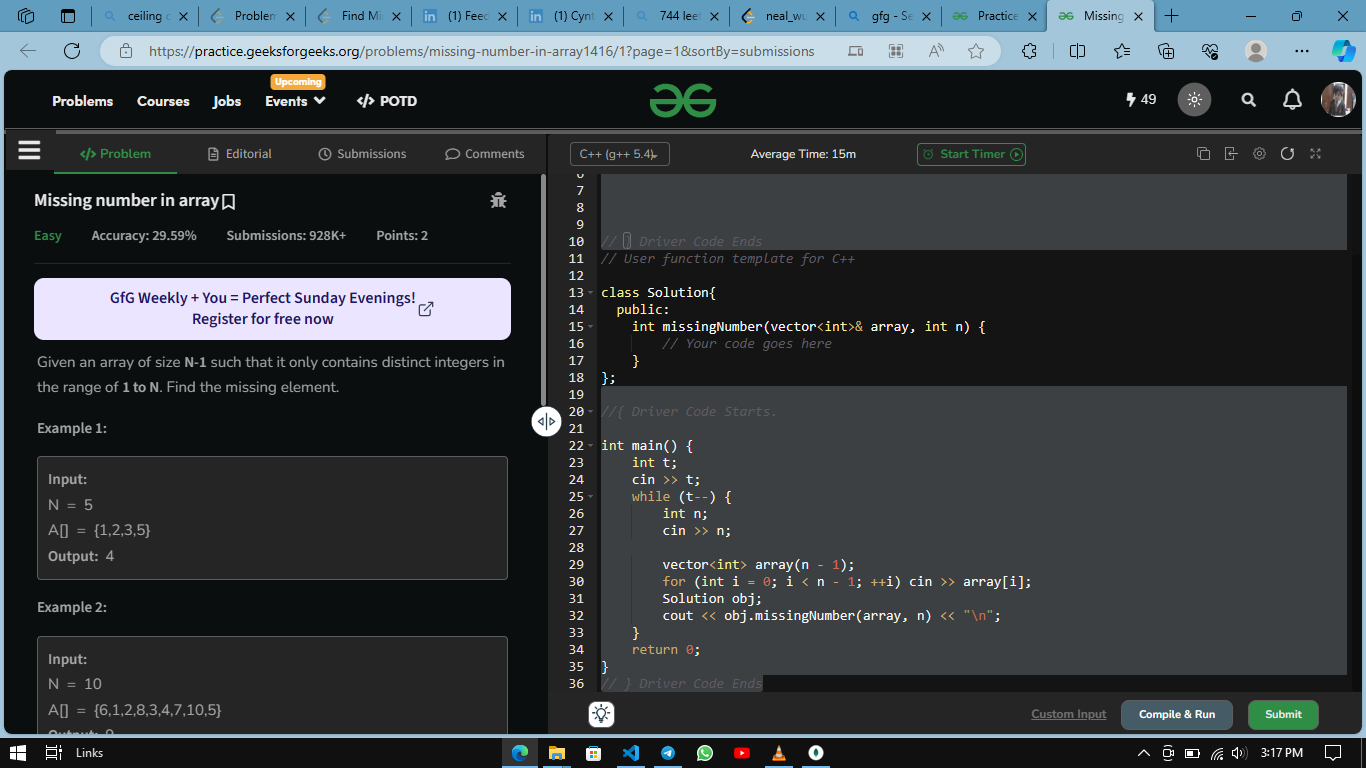 ceiling c
Problem
Find Mi
(1) Feed
(1) Cynt
744 leet
neal_wu
gfg - Se
Practice
Missing
https://practice.geeksforgeeks.org/problems/missing-number-in-array1416/1?page=1&sortBy=submissions
Upcoming
Problems Courses Jobs Events </> POTD
49
</> Problem Editorial Submissions Comments
C++ (g++ 5.4) Average Time: 15m Start Timer
Missing number in array
Easy Accuracy: 29.59% Submissions: 928K+ Points: 2
GfG Weekly + You = Perfect Sunday Evenings!
Register for free now
Given an array of size N-1 such that it only contains distinct integers in
the range of 1 to N. Find the missing element.
Example 1:
Input:
N = 5
A[] = {1,2,3,5}
Output: 4
Example 2:
Input:
N = 10
A[] = {6,1,2,8,3,4,7,10,5}
Output: 9
6
7
8
9
10 // } Driver Code Ends
11 // User function template for C++
12
13 class Solution{
14 public:
15 int missingNumber(vector<int>& array, int n) {
16 // Your code goes here
17 }
18 };
19
20 //{ Driver Code Starts.
21
22 int main() {
23 int t;
24 cin >> t;
25 while (t--) {
26 int n;
27 cin >> n;
28
29 vector<int> array(n - 1);
30 for (int i = 0; i < n - 1; ++i) cin >> array[i];
31 Solution obj;
32 cout << obj.missingNumber(array, n) << "\n";
33 }
34 return 0;
35 }
36 // } Driver Code Ends
Custom Input Compile & Run Submit
Links
3:17 PM